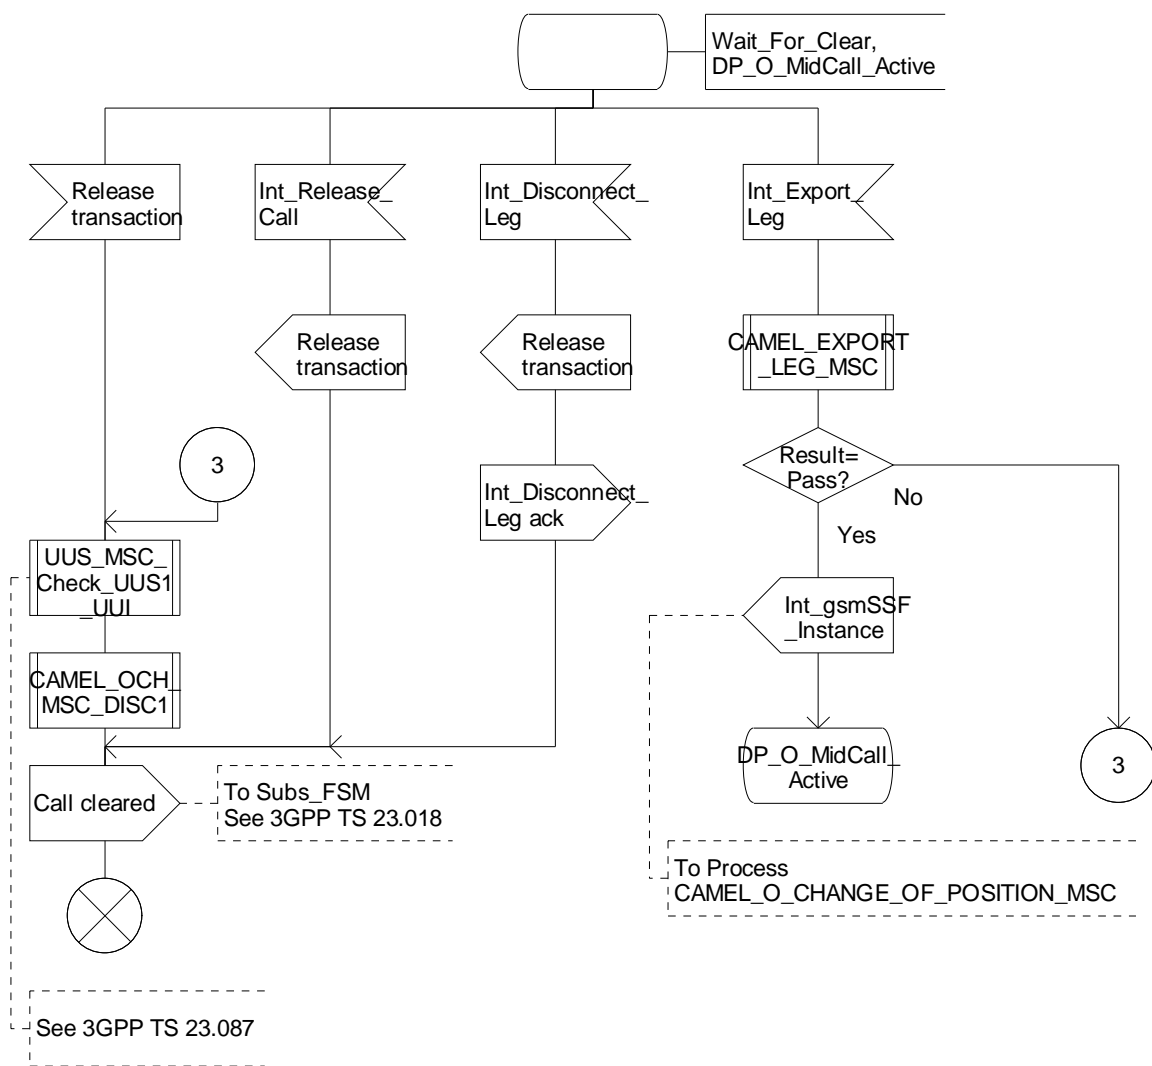 Wait_For_Clear,
DP_O_MidCall_Active
Release
transaction
Int_Release_
Call
Int_Disconnect_
Leg
Int_Export_
Leg
Release
transaction
Release
transaction
CAMEL_EXPORT
_LEG_MSC
3
Result=
Pass?
No
Yes
Int_Disconnect_
Leg ack
UUS_MSC_
Check_UUS1
_UUI
Int_gsmSSF
_Instance
CAMEL_OCH_
MSC_DISC1
DP_O_MidCall_
Active
3
Call cleared
To Subs_FSM
See 3GPP TS 23.018
To Process
CAMEL_O_CHANGE_OF_POSITION_MSC
See 3GPP TS 23.087